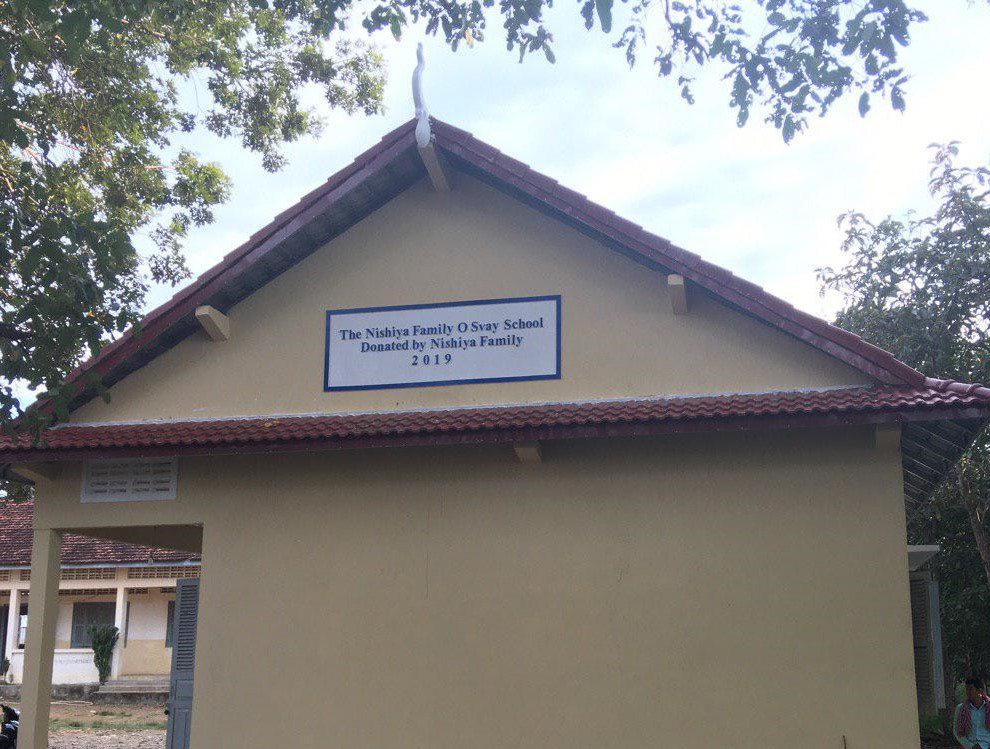 The Nishiya Family O Svay School
Donated by Nishiya Family
2019